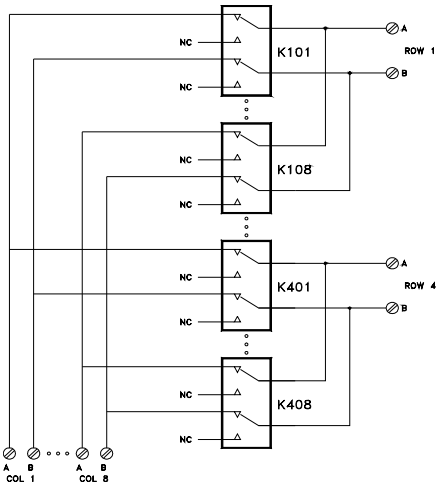 A
NC
K101
ROW 1
B
NC
NC
K108
NC
A
NC
K401
ROW 4
B
NC
NC
K408
NC
A B A B
COL 1 COL 8